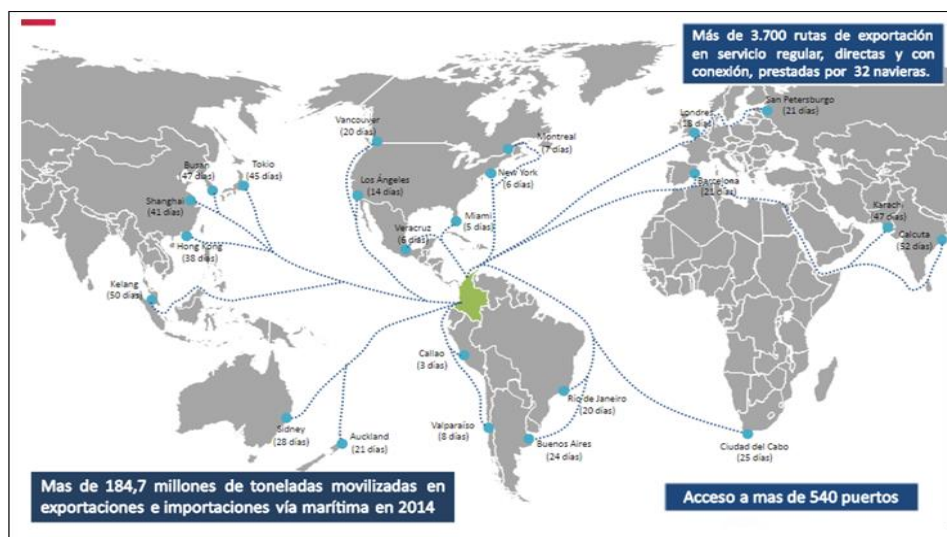 Más de 3.700 rutas de exportación
en servicio regular, directas y con
conexión, prestadas por 32 navieras.
Vancouver
(20 días)
Montreal
(7 días)
Londres
San Petersburgo
(21 días)
Busan
(47 días)
Tokio
(45 días)
Los Ángeles
(14 días)
New York
(6 días)
Barcelona
(21 días)
Shanghai
(41 días)
Veracruz
(6 días)
Miami
(5 días)
Karachi
(47 días)
Calcuta
(52 días)
Hong Kong
(38 días)
Kelang
(50 días)
Callao
(3 días)
Rio de Janeiro
(20 días)
Sidney
(28 días)
Auckland
(21 días)
Valparaíso
(8 días)
Buenos Aires
(24 días)
Ciudad del Cabo
(25 días)
Mas de 184,7 millones de toneladas movilizadas en
exportaciones e importaciones vía marítima en 2014
Acceso a mas de 540 puertos